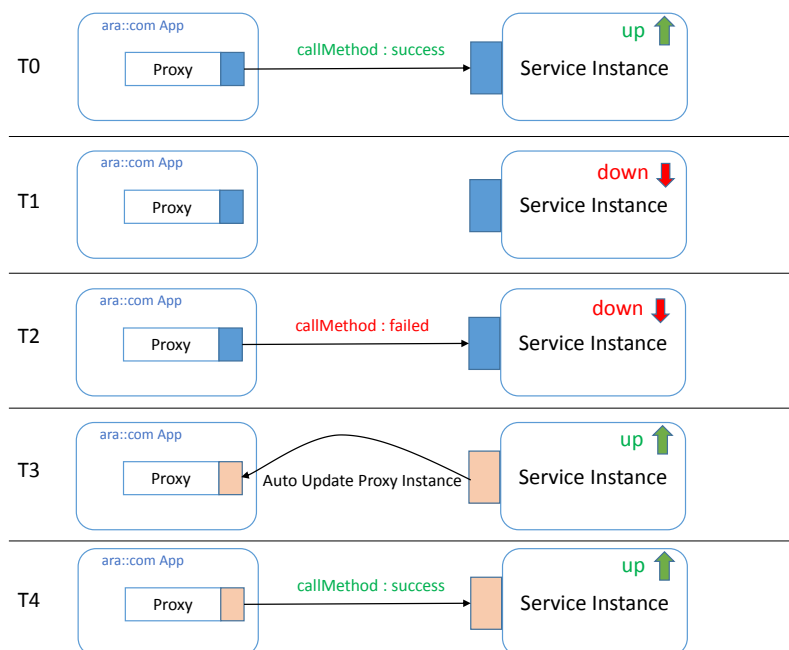 ara::com App
up
callMethod : success
T0
Proxy
Service Instance
ara::com App
down
T1
Proxy
Service Instance
ara::com App
down
callMethod : failed
T2
Proxy
Service Instance
ara::com App
up
T3
Proxy
Auto Update Proxy Instance
Service Instance
ara::com App
up
callMethod : success
T4
Proxy
Service Instance